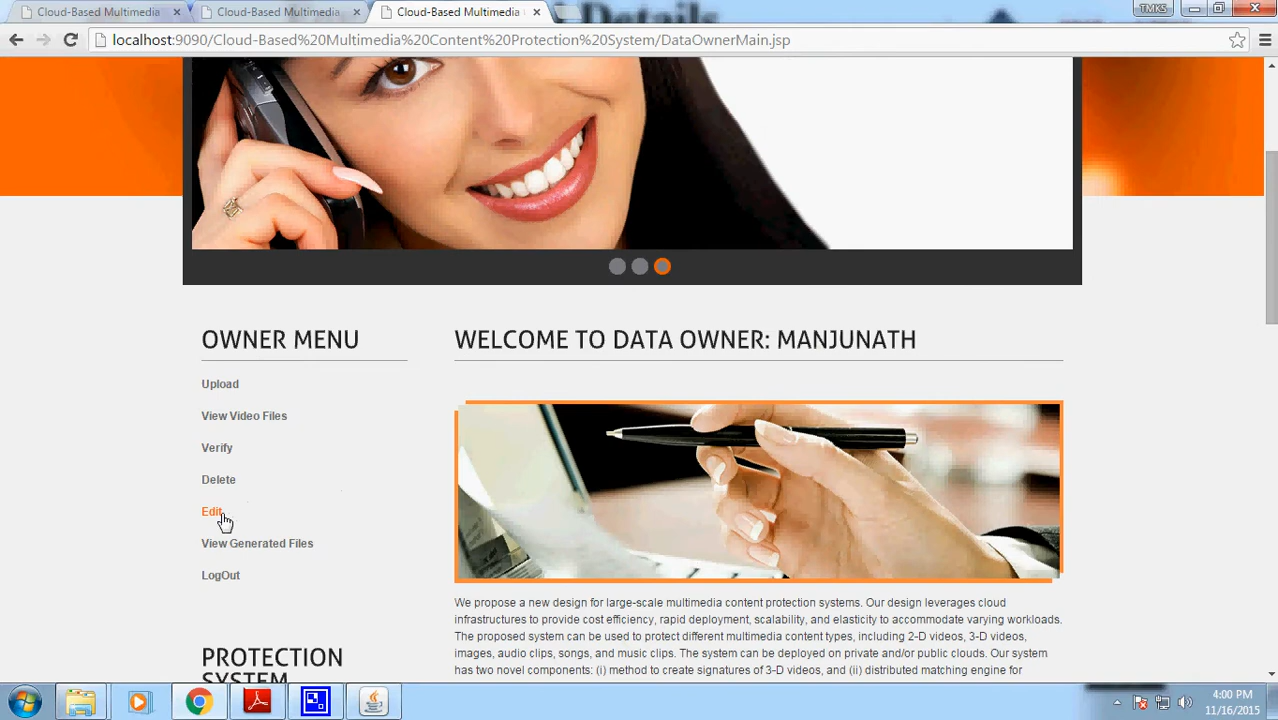 Details
Cloud-Based Multimedia
Cloud-Based Multimedia
Cloud-Based Multimedia
TMKS
localhost:9090/Cloud-Based%20Multimedia%20Content%20Protection%20System/DataOwnerMain.jsp
OWNER MENU
Upload
View Video Files
Verify
Delete
Edit
View Generated Files
LogOut
PROTECTION
SYSTEM
WELCOME TO DATA OWNER: MANJUNATH
We propose a new design for large-scale multimedia content protection systems. Our design leverages cloud
infrastructures to provide cost efficiency, rapid deployment, scalability, and elasticity to accommodate varying workloads.
The proposed system can be used to protect different multimedia content types, including 2-D videos, 3-D videos,
images, audio clips, songs, and music clips. The system can be deployed on private and/or public clouds. Our system
has two novel components: (i) method to create signatures of 3-D videos, and (ii) distributed matching engine for
4:00 PM
11/16/2015